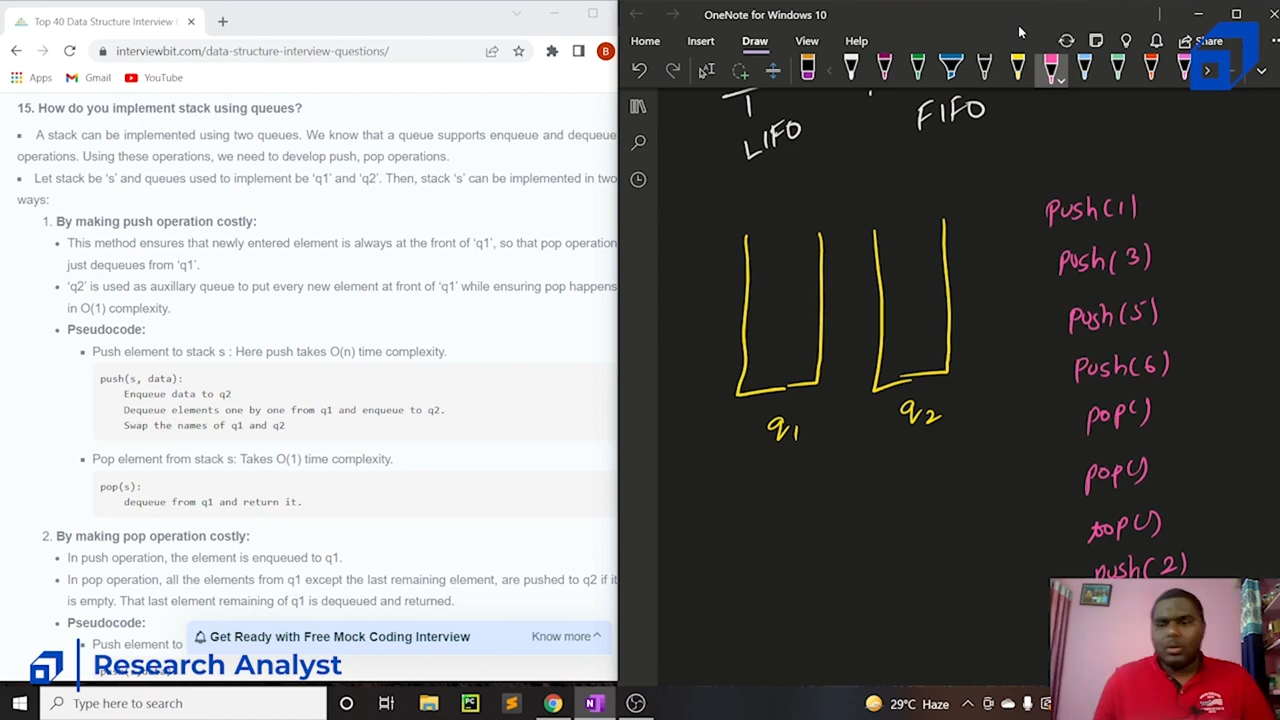 Top 40 Data Structure Interview
interviewbit.com/data-structure-interview-questions/
B
Apps
Gmail
YouTube
15. How do you implement stack using queues?
A stack can be implemented using two queues. We know that a queue supports enqueue and dequeue
operations. Using these operations, we need to develop push, pop operations.
Let stack be ‘s’ and queues used to implement be ‘q1’ and ‘q2’. Then, stack ‘s’ can be implemented in two
ways:
1. By making push operation costly:
This method ensures that newly entered element is always at the front of ‘q1’, so that pop operation
just dequeues from ‘q1’.
‘q2’ is used as auxillary queue to put every new element at front of ‘q1’ while ensuring pop happens
in O(1) complexity.
Pseudocode:
Push element to stack s : Here push takes O(n) time complexity.
push(s, data):
Enqueue data to q2
Dequeue elements one by one from q1 and enqueue to q2.
Swap the names of q1 and q2
Pop element from stack s: Takes O(1) time complexity.
pop(s):
dequeue from q1 and return it.
2. By making pop operation costly:
In push operation, the element is enqueued to q1.
In pop operation, all the elements from q1 except the last remaining element, are pushed to q2 if it
is empty. That last element remaining of q1 is dequeued and returned.
Pseudocode:
Push element to
Get Ready with Free Mock Coding Interview
Know more
Research Analyst
OneNote for Windows 10
Home
Insert
Draw
View
Help
Share
LIFO
FIFO
q1
q2
push(1)
push(3)
push(5)
push(6)
pop()
pop()
top()
push(2)
Type here to search
PC
N
29°C Haze